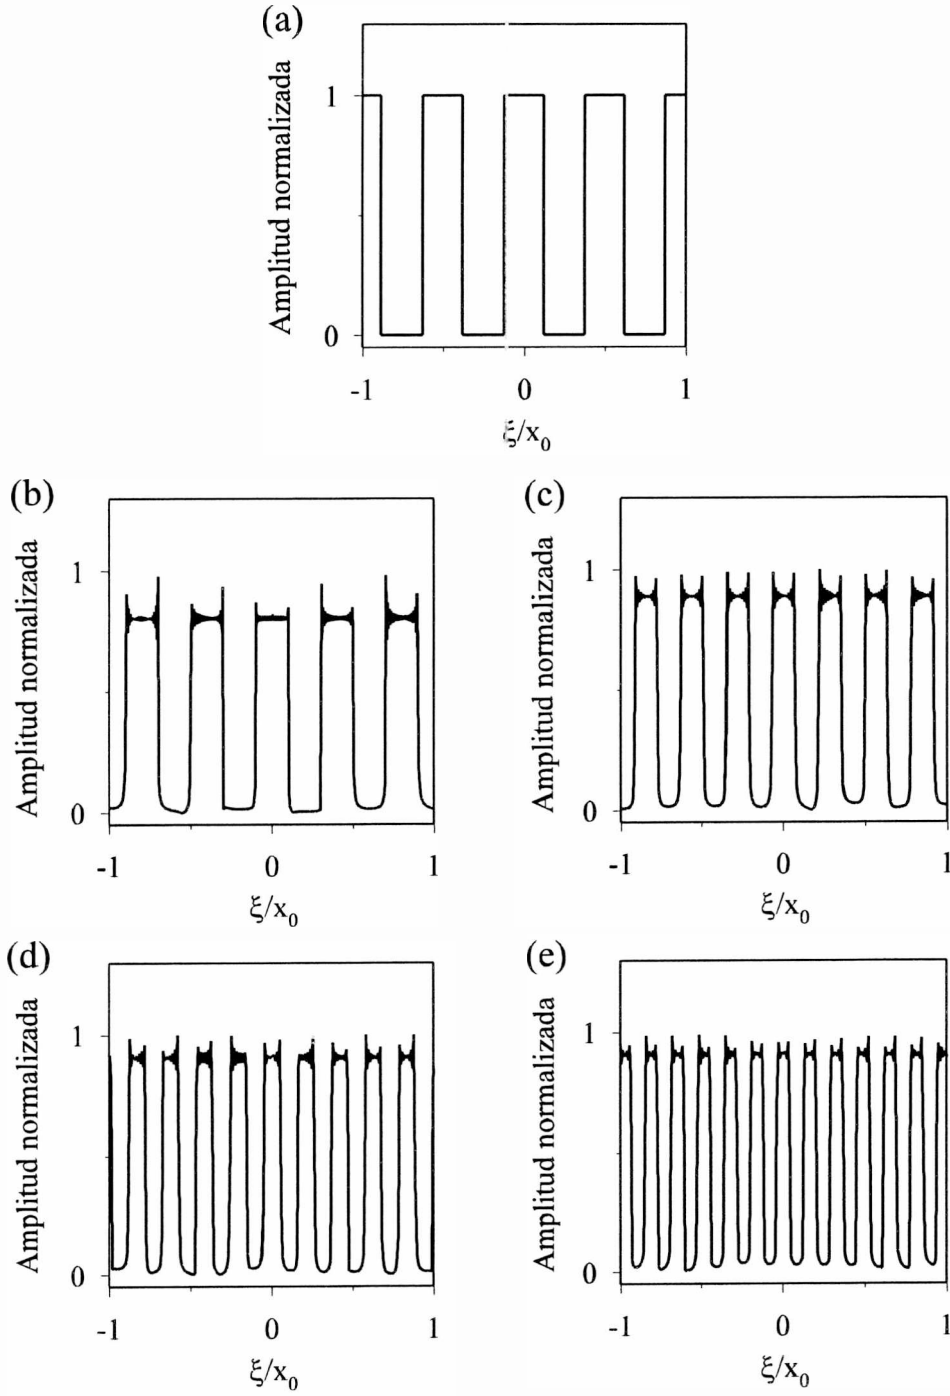 (a)
Amplitud normalizada
1
0
-1 0 1
ξ/x₀
(b) (c)
Amplitud normalizada Amplitud normalizada
1 1
0 0
-1 0 1 -1 0 1
ξ/x₀ ξ/x₀
(d) (e)
Amplitud normalizada Amplitud normalizada
1 1
0 0
-1 0 1 -1 0 1
ξ/x₀ ξ/x₀